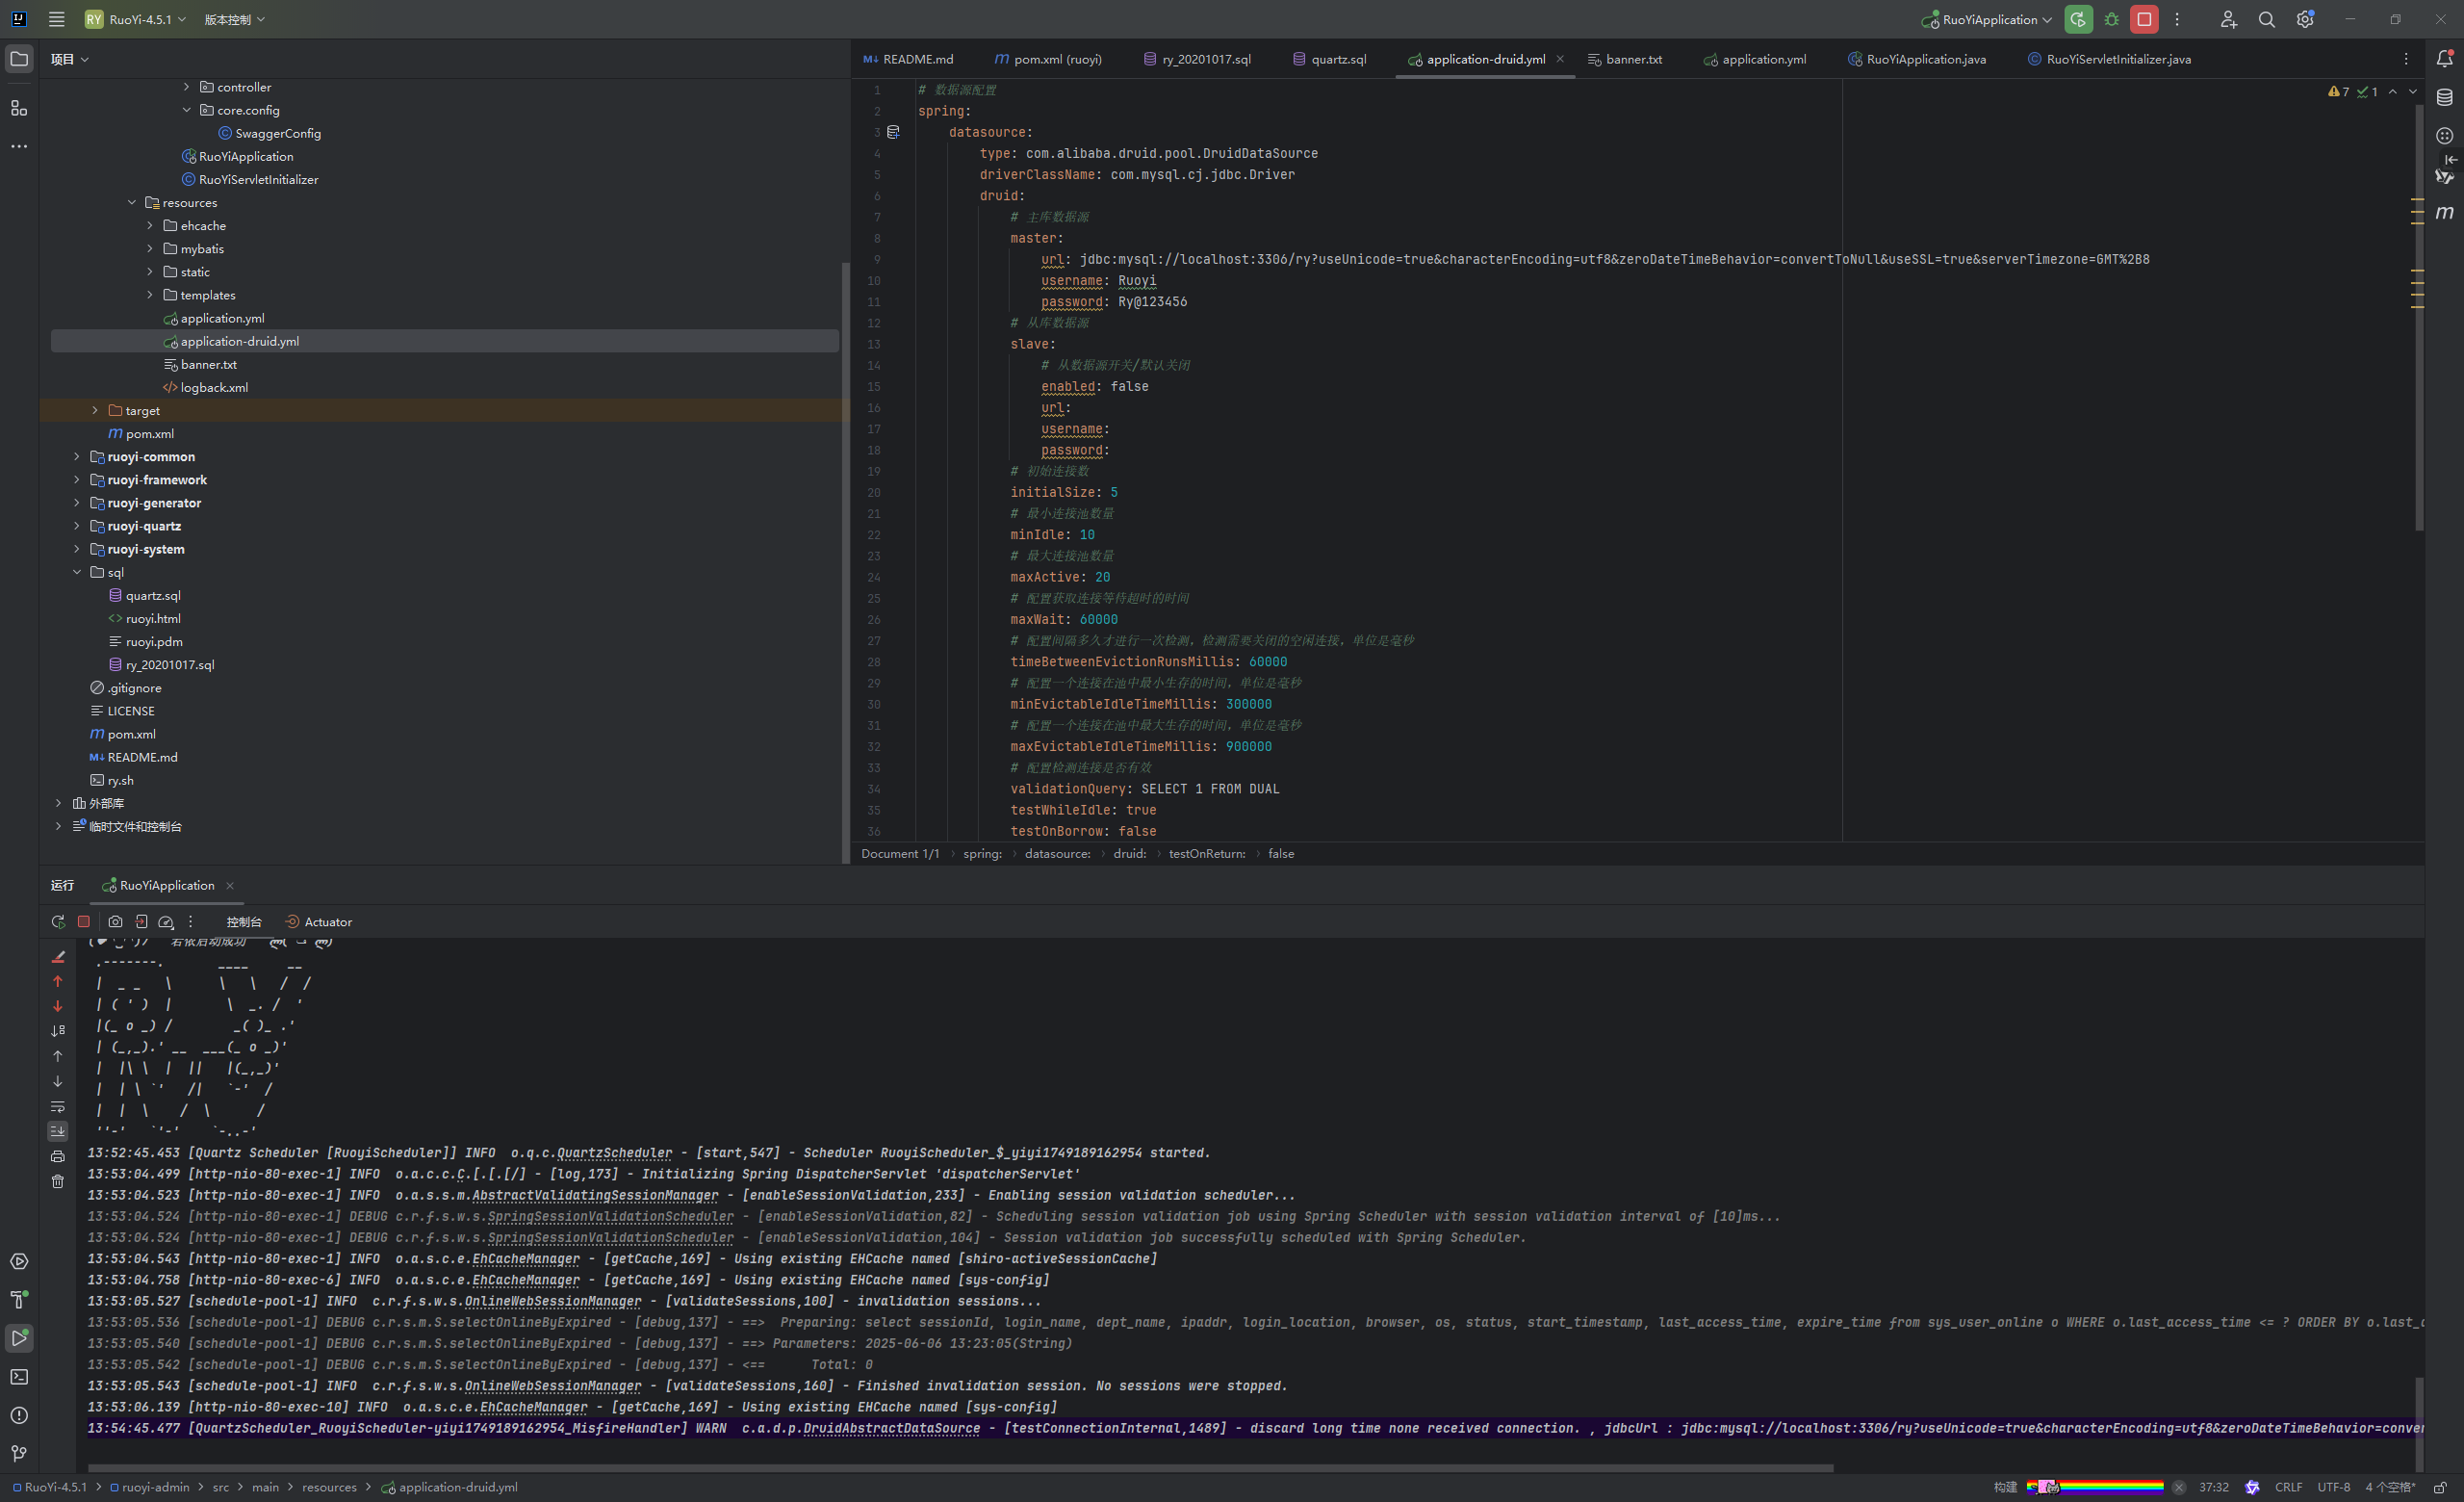 RY RuoYi-4.5.1 版本控制 RuoYiApplication
项目
README.md pom.xml (ruoyi) ry_20201017.sql quartz.sql application-druid.yml banner.txt application.yml RuoYiApplication.java RuoYiServletInitializer.java
controller
core.config
SwaggerConfig
RuoYiApplication
RuoYiServletInitializer
resources
ehcache
mybatis
static
templates
application.yml
application-druid.yml
banner.txt
logback.xml
target
pom.xml
ruoyi-common
ruoyi-framework
ruoyi-generator
ruoyi-quartz
ruoyi-system
sql
quartz.sql
ruoyi.html
ruoyi.pdm
ry_20201017.sql
.gitignore
LICENSE
pom.xml
README.md
ry.sh
外部库
临时文件和控制台
7 1
1 # 数据源配置
2 spring:
3 datasource:
4 type: com.alibaba.druid.pool.DruidDataSource
5 driverClassName: com.mysql.cj.jdbc.Driver
6 druid:
7 # 主库数据源
8 master:
9 url: jdbc:mysql://localhost:3306/ry?useUnicode=true&characterEncoding=utf8&zeroDateTimeBehavior=convertToNull&useSSL=true&serverTimezone=GMT%2B8
10 username: Ruoyi
11 password: Ry@123456
12 # 从库数据源
13 slave:
14 # 从数据源开关/默认关闭
15 enabled: false
16 url:
17 username:
18 password:
19 # 初始连接数
20 initialSize: 5
21 # 最小连接池数量
22 minIdle: 10
23 # 最大连接池数量
24 maxActive: 20
25 # 配置获取连接等待超时的时间
26 maxWait: 60000
27 # 配置间隔多久才进行一次检测，检测需要关闭的空闲连接，单位是毫秒
28 timeBetweenEvictionRunsMillis: 60000
29 # 配置一个连接在池中最小生存的时间，单位是毫秒
30 minEvictableIdleTimeMillis: 300000
31 # 配置一个连接在池中最大生存的时间，单位是毫秒
32 maxEvictableIdleTimeMillis: 900000
33 # 配置检测连接是否有效
34 validationQuery: SELECT 1 FROM DUAL
35 testWhileIdle: true
36 testOnBorrow: false
Document 1/1 › spring: › datasource: › druid: › testOnReturn: › false
运行 RuoYiApplication
控制台 Actuator
若依启动成功
13:52:45.453 [Quartz Scheduler [RuoyiScheduler]] INFO o.q.c.QuartzScheduler - [start,547] - Scheduler RuoyiScheduler_$_yiyi1749189162954 started.
13:53:04.499 [http-nio-80-exec-1] INFO o.a.c.c.C.[.[.[/] - [log,173] - Initializing Spring DispatcherServlet 'dispatcherServlet'
13:53:04.523 [http-nio-80-exec-1] INFO o.a.s.s.m.AbstractValidatingSessionManager - [enableSessionValidation,233] - Enabling session validation scheduler...
13:53:04.524 [http-nio-80-exec-1] DEBUG c.r.f.s.w.s.SpringSessionValidationScheduler - [enableSessionValidation,82] - Scheduling session validation job using Spring Scheduler with session validation interval of [10]ms...
13:53:04.524 [http-nio-80-exec-1] DEBUG c.r.f.s.w.s.SpringSessionValidationScheduler - [enableSessionValidation,104] - Session validation job successfully scheduled with Spring Scheduler.
13:53:04.543 [http-nio-80-exec-1] INFO o.a.s.c.e.EhCacheManager - [getCache,169] - Using existing EHCache named [shiro-activeSessionCache]
13:53:04.758 [http-nio-80-exec-6] INFO o.a.s.c.e.EhCacheManager - [getCache,169] - Using existing EHCache named [sys-config]
13:53:05.527 [schedule-pool-1] INFO c.r.f.s.w.s.OnlineWebSessionManager - [validateSessions,100] - invalidation sessions...
13:53:05.536 [schedule-pool-1] DEBUG c.r.s.m.S.selectOnlineByExpired - [debug,137] - ==> Preparing: select sessionId, login_name, dept_name, ipaddr, login_location, browser, os, status, start_timestamp, last_access_time, expire_time from sys_user_online o WHERE o.last_access_time <= ? ORDER BY o.last_
13:53:05.540 [schedule-pool-1] DEBUG c.r.s.m.S.selectOnlineByExpired - [debug,137] - ==> Parameters: 2025-06-06 13:23:05(String)
13:53:05.542 [schedule-pool-1] DEBUG c.r.s.m.S.selectOnlineByExpired - [debug,137] - <== Total: 0
13:53:05.543 [schedule-pool-1] INFO c.r.f.s.w.s.OnlineWebSessionManager - [validateSessions,160] - Finished invalidation session. No sessions were stopped.
13:53:06.139 [http-nio-80-exec-10] INFO o.a.s.c.e.EhCacheManager - [getCache,169] - Using existing EHCache named [sys-config]
13:54:45.477 [QuartzScheduler_RuoyiScheduler-yiyi1749189162954_MisfireHandler] WARN c.a.d.p.DruidAbstractDataSource - [testConnectionInternal,1489] - discard long time none received connection. , jdbcUrl : jdbc:mysql://localhost:3306/ry?useUnicode=true&characterEncoding=utf8&zeroDateTimeBehavior=conver
RuoYi-4.5.1 › ruoyi-admin › src › main › resources › application-druid.yml 构建 37:32 CRLF UTF-8 4 个空格*